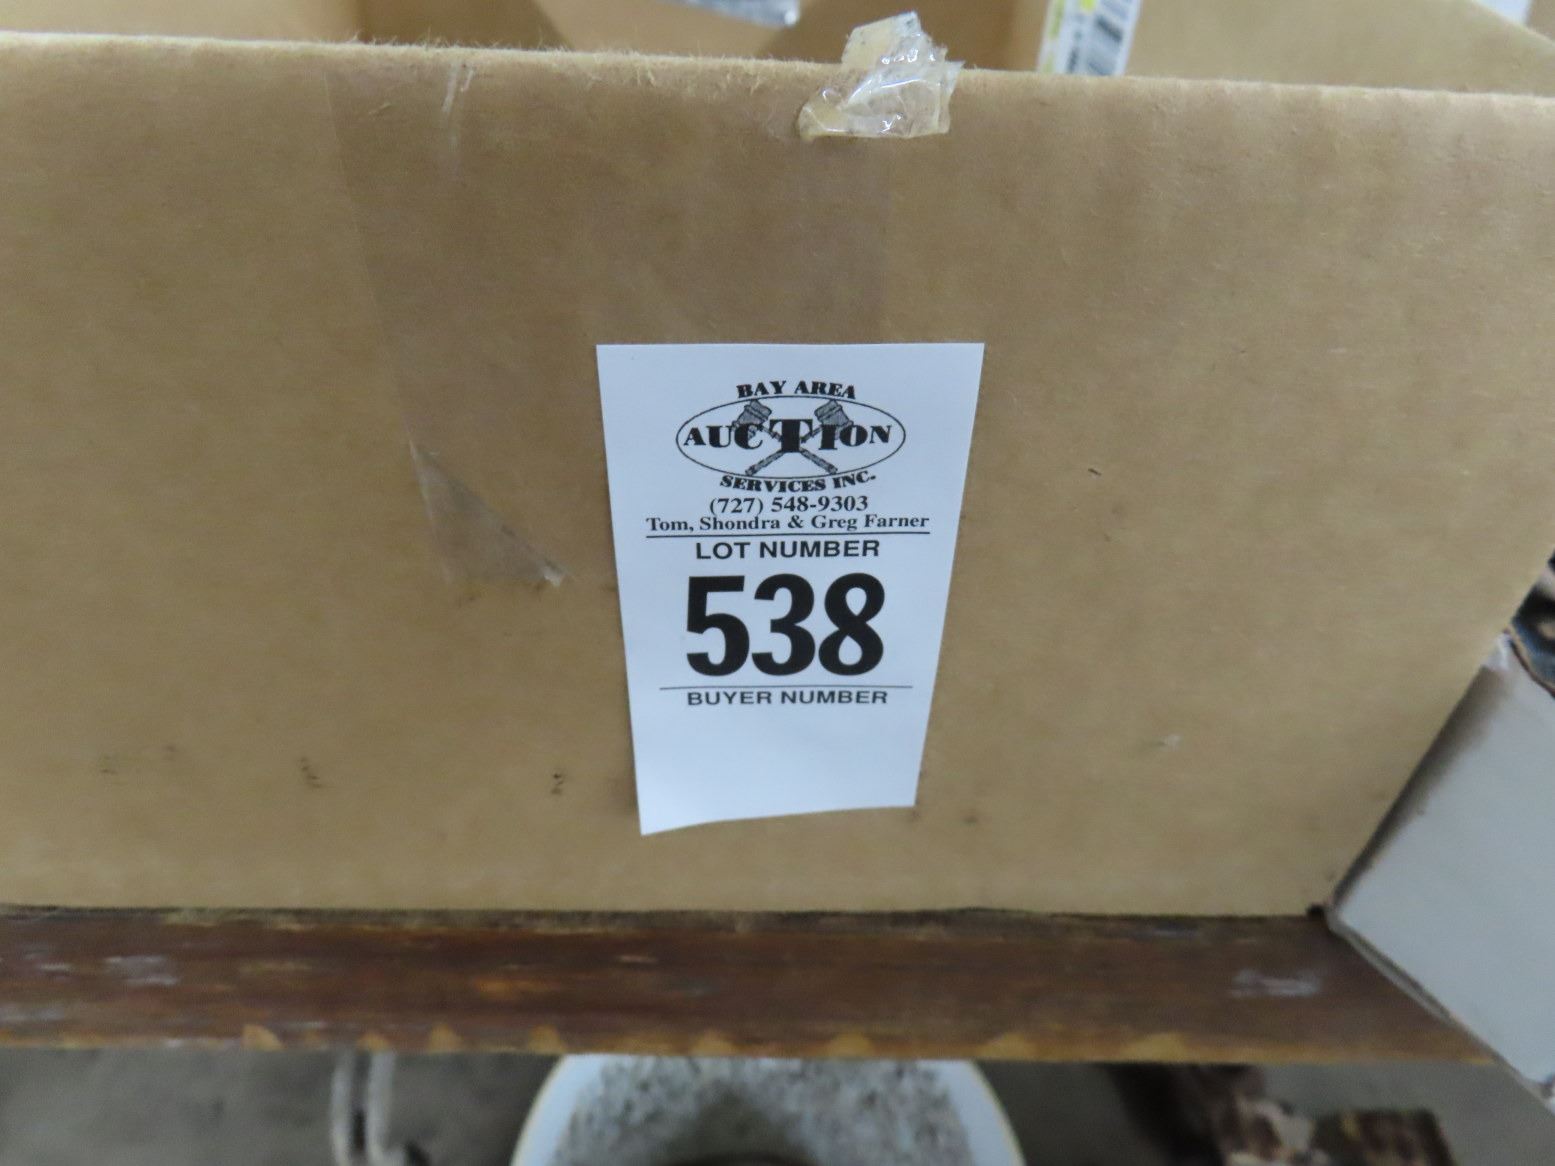 BAY AREA
AUCTION
SERVICES INC.
(727) 548-9303
Tom, Shondra & Greg Farner
LOT NUMBER
538
BUYER NUMBER